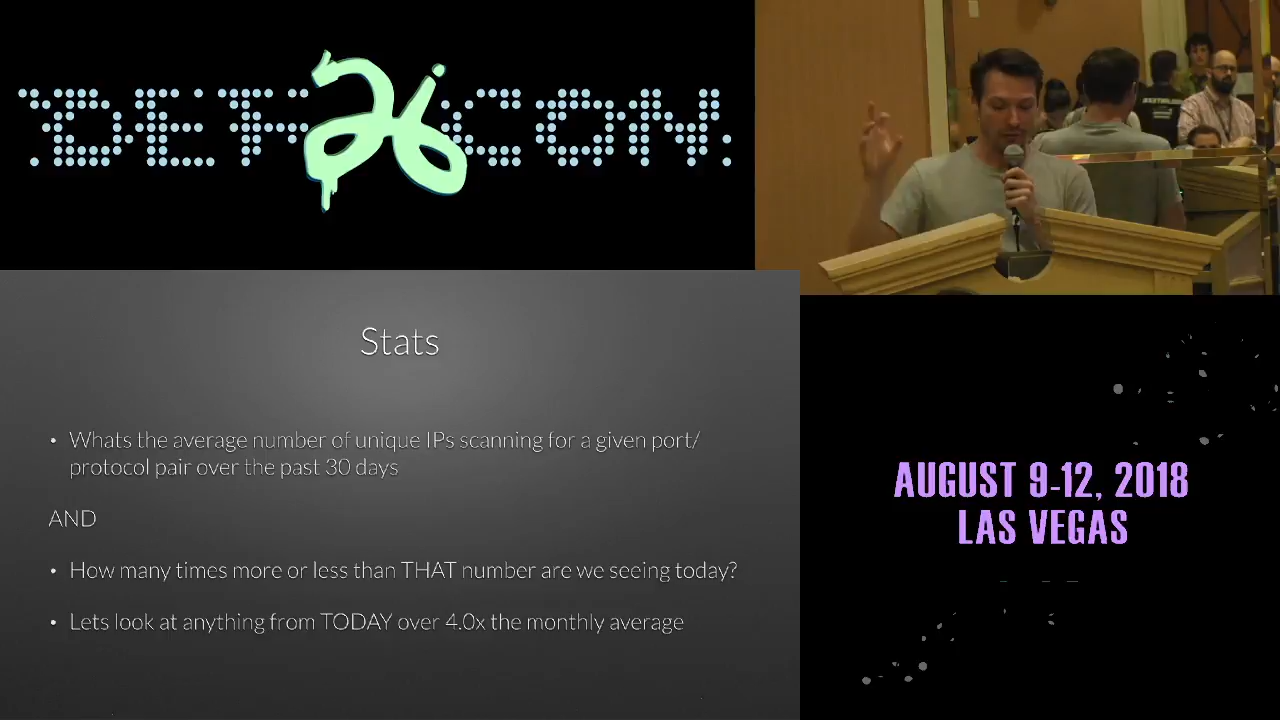 DEF 26 CON
Stats
• Whats the average number of unique IPs scanning for a given port/
protocol pair over the past 30 days
AND
• How many times more or less than THAT number are we seeing today?
• Lets look at anything from TODAY over 4.0x the monthly average
AUGUST 9-12, 2018
LAS VEGAS